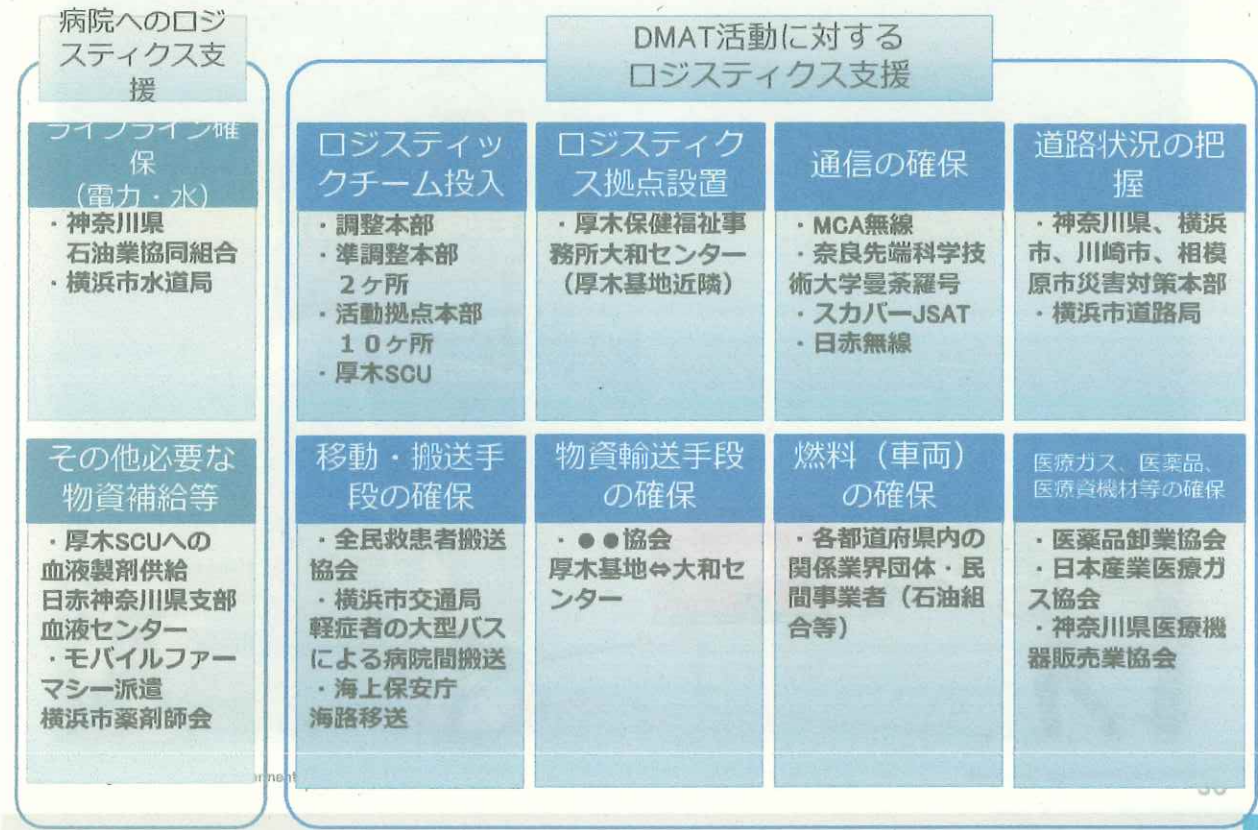 病院へのロジ
スティクス支
援
DMAT活動に対する
ロジスティクス支援
ライフライン確
保
(電力・水)
・神奈川県
石油業協同組合
・横浜市水道局
ロジスティッ
クチーム投入
・調整本部
・準調整本部
２ヶ所
・活動拠点本部
１０ヶ所
・厚木SCU
ロジスティク
ス拠点設置
・厚木保健福祉事
務所大和センター
(厚木基地近隣)
通信の確保
・MCA無線
・奈良先端科学技
術大学曼荼羅号
・スカパーJSAT
・日赤無線
道路状況の把
握
・神奈川県、横浜
市、川崎市、相模
原市災害対策本部
・横浜市道路局
その他必要な
物資補給等
・厚木SCUへの
血液製剤供給
日赤神奈川県支部
血液センター
・モバイルファー
マシー派遣
横浜市薬剤師会
移動・搬送手
段の確保
・全民救患者搬送
協会
・横浜市交通局
軽症者の大型バス
による病院間搬送
・海上保安庁
海路移送
物資輸送手段
の確保
・●●協会
厚木基地⇔大和セ
ンター
燃料（車両）
の確保
・各都道府県内の
関係業界団体・民
間事業者（石油組
合等）
医療ガス、医薬品、
医療資機材等の確保
・医薬品卸業協会
・日本産業医療ガ
ス協会
・神奈川県医療機
器販売業協会